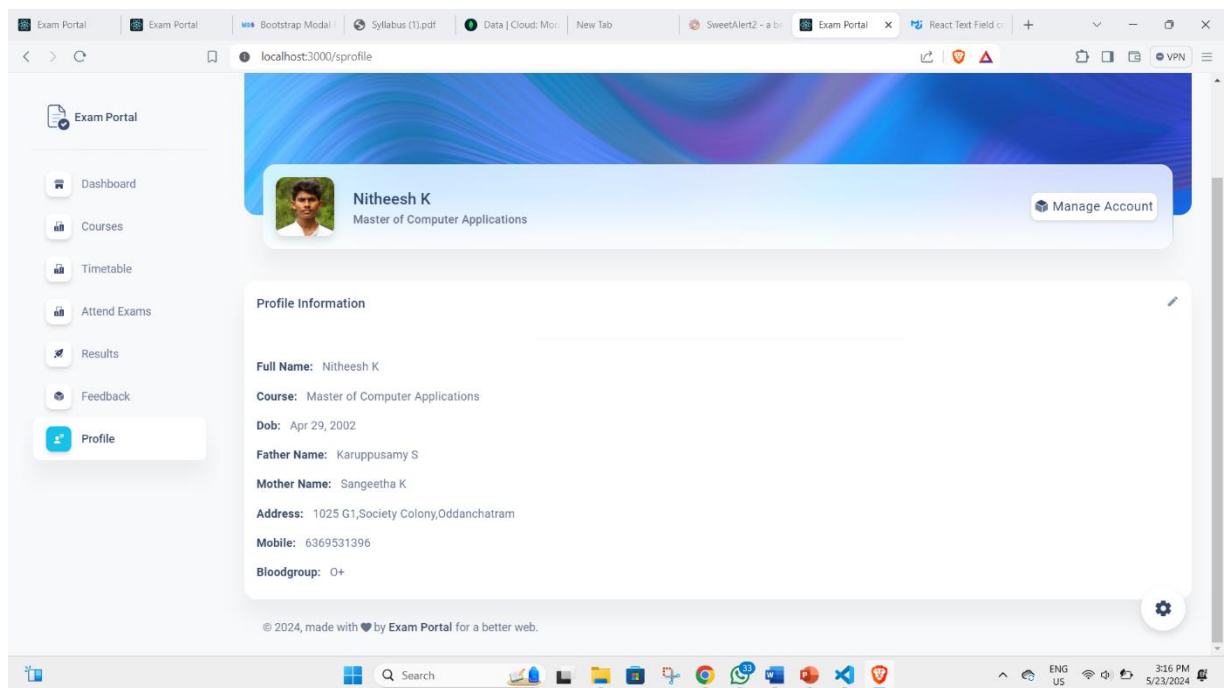 Exam Portal
Exam Portal
Bootstrap Modal
Syllabus (1).pdf
Data | Cloud: Mon
New Tab
SweetAlert2 - a be
Exam Portal
React Text Field co
localhost:3000/sprofile
VPN
Exam Portal
Dashboard
Courses
Timetable
Attend Exams
Results
Feedback
Profile
Nitheesh K
Master of Computer Applications
Manage Account
Profile Information
Full Name: Nitheesh K
Course: Master of Computer Applications
Dob: Apr 29, 2002
Father Name: Karuppusamy S
Mother Name: Sangeetha K
Address: 1025 G1,Society Colony,Oddanchatram
Mobile: 6369531396
Bloodgroup: O+
© 2024, made with by Exam Portal for a better web.
Search
33
ENG
US
3:16 PM
5/23/2024